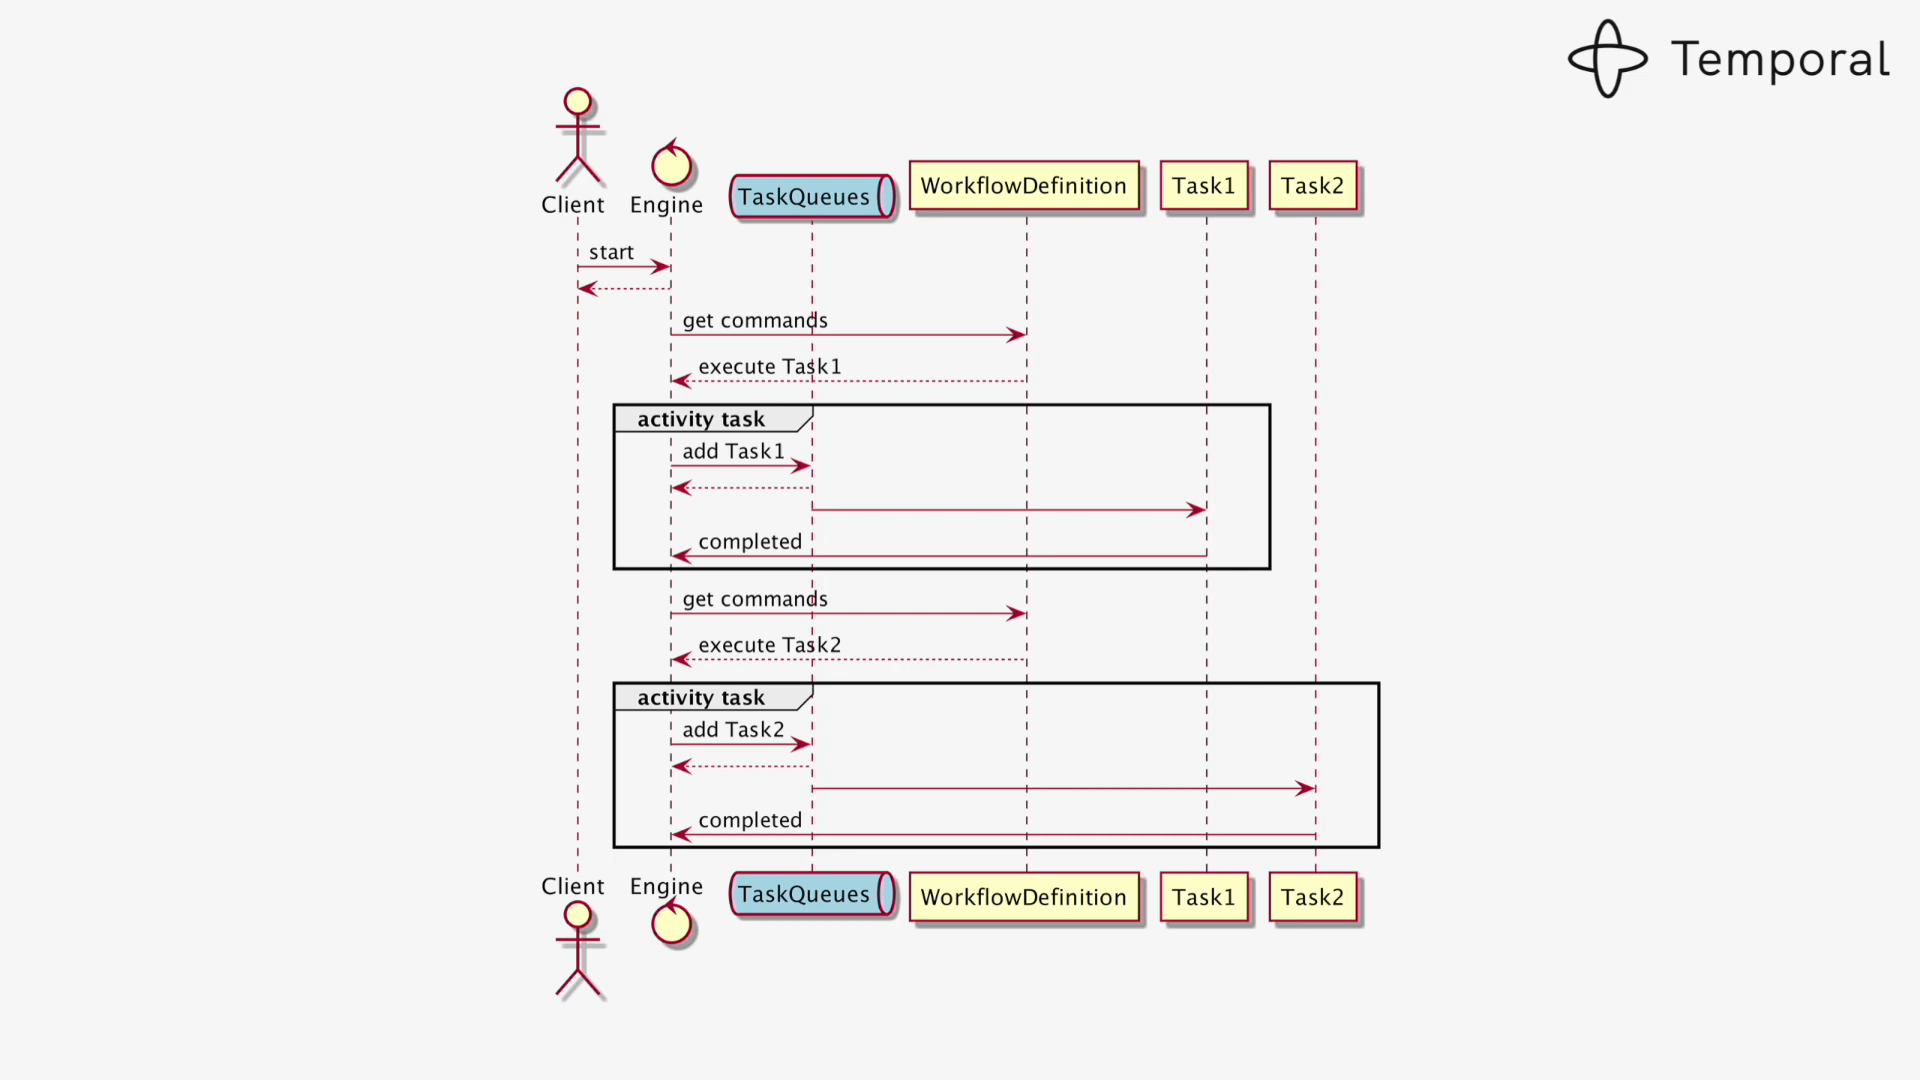 Temporal
Client
Engine
TaskQueues
WorkflowDefinition
Task1
Task2
start
get commands
execute Task1
activity task
add Task1
completed
get commands
execute Task2
activity task
add Task2
completed
Client
Engine
TaskQueues
WorkflowDefinition
Task1
Task2